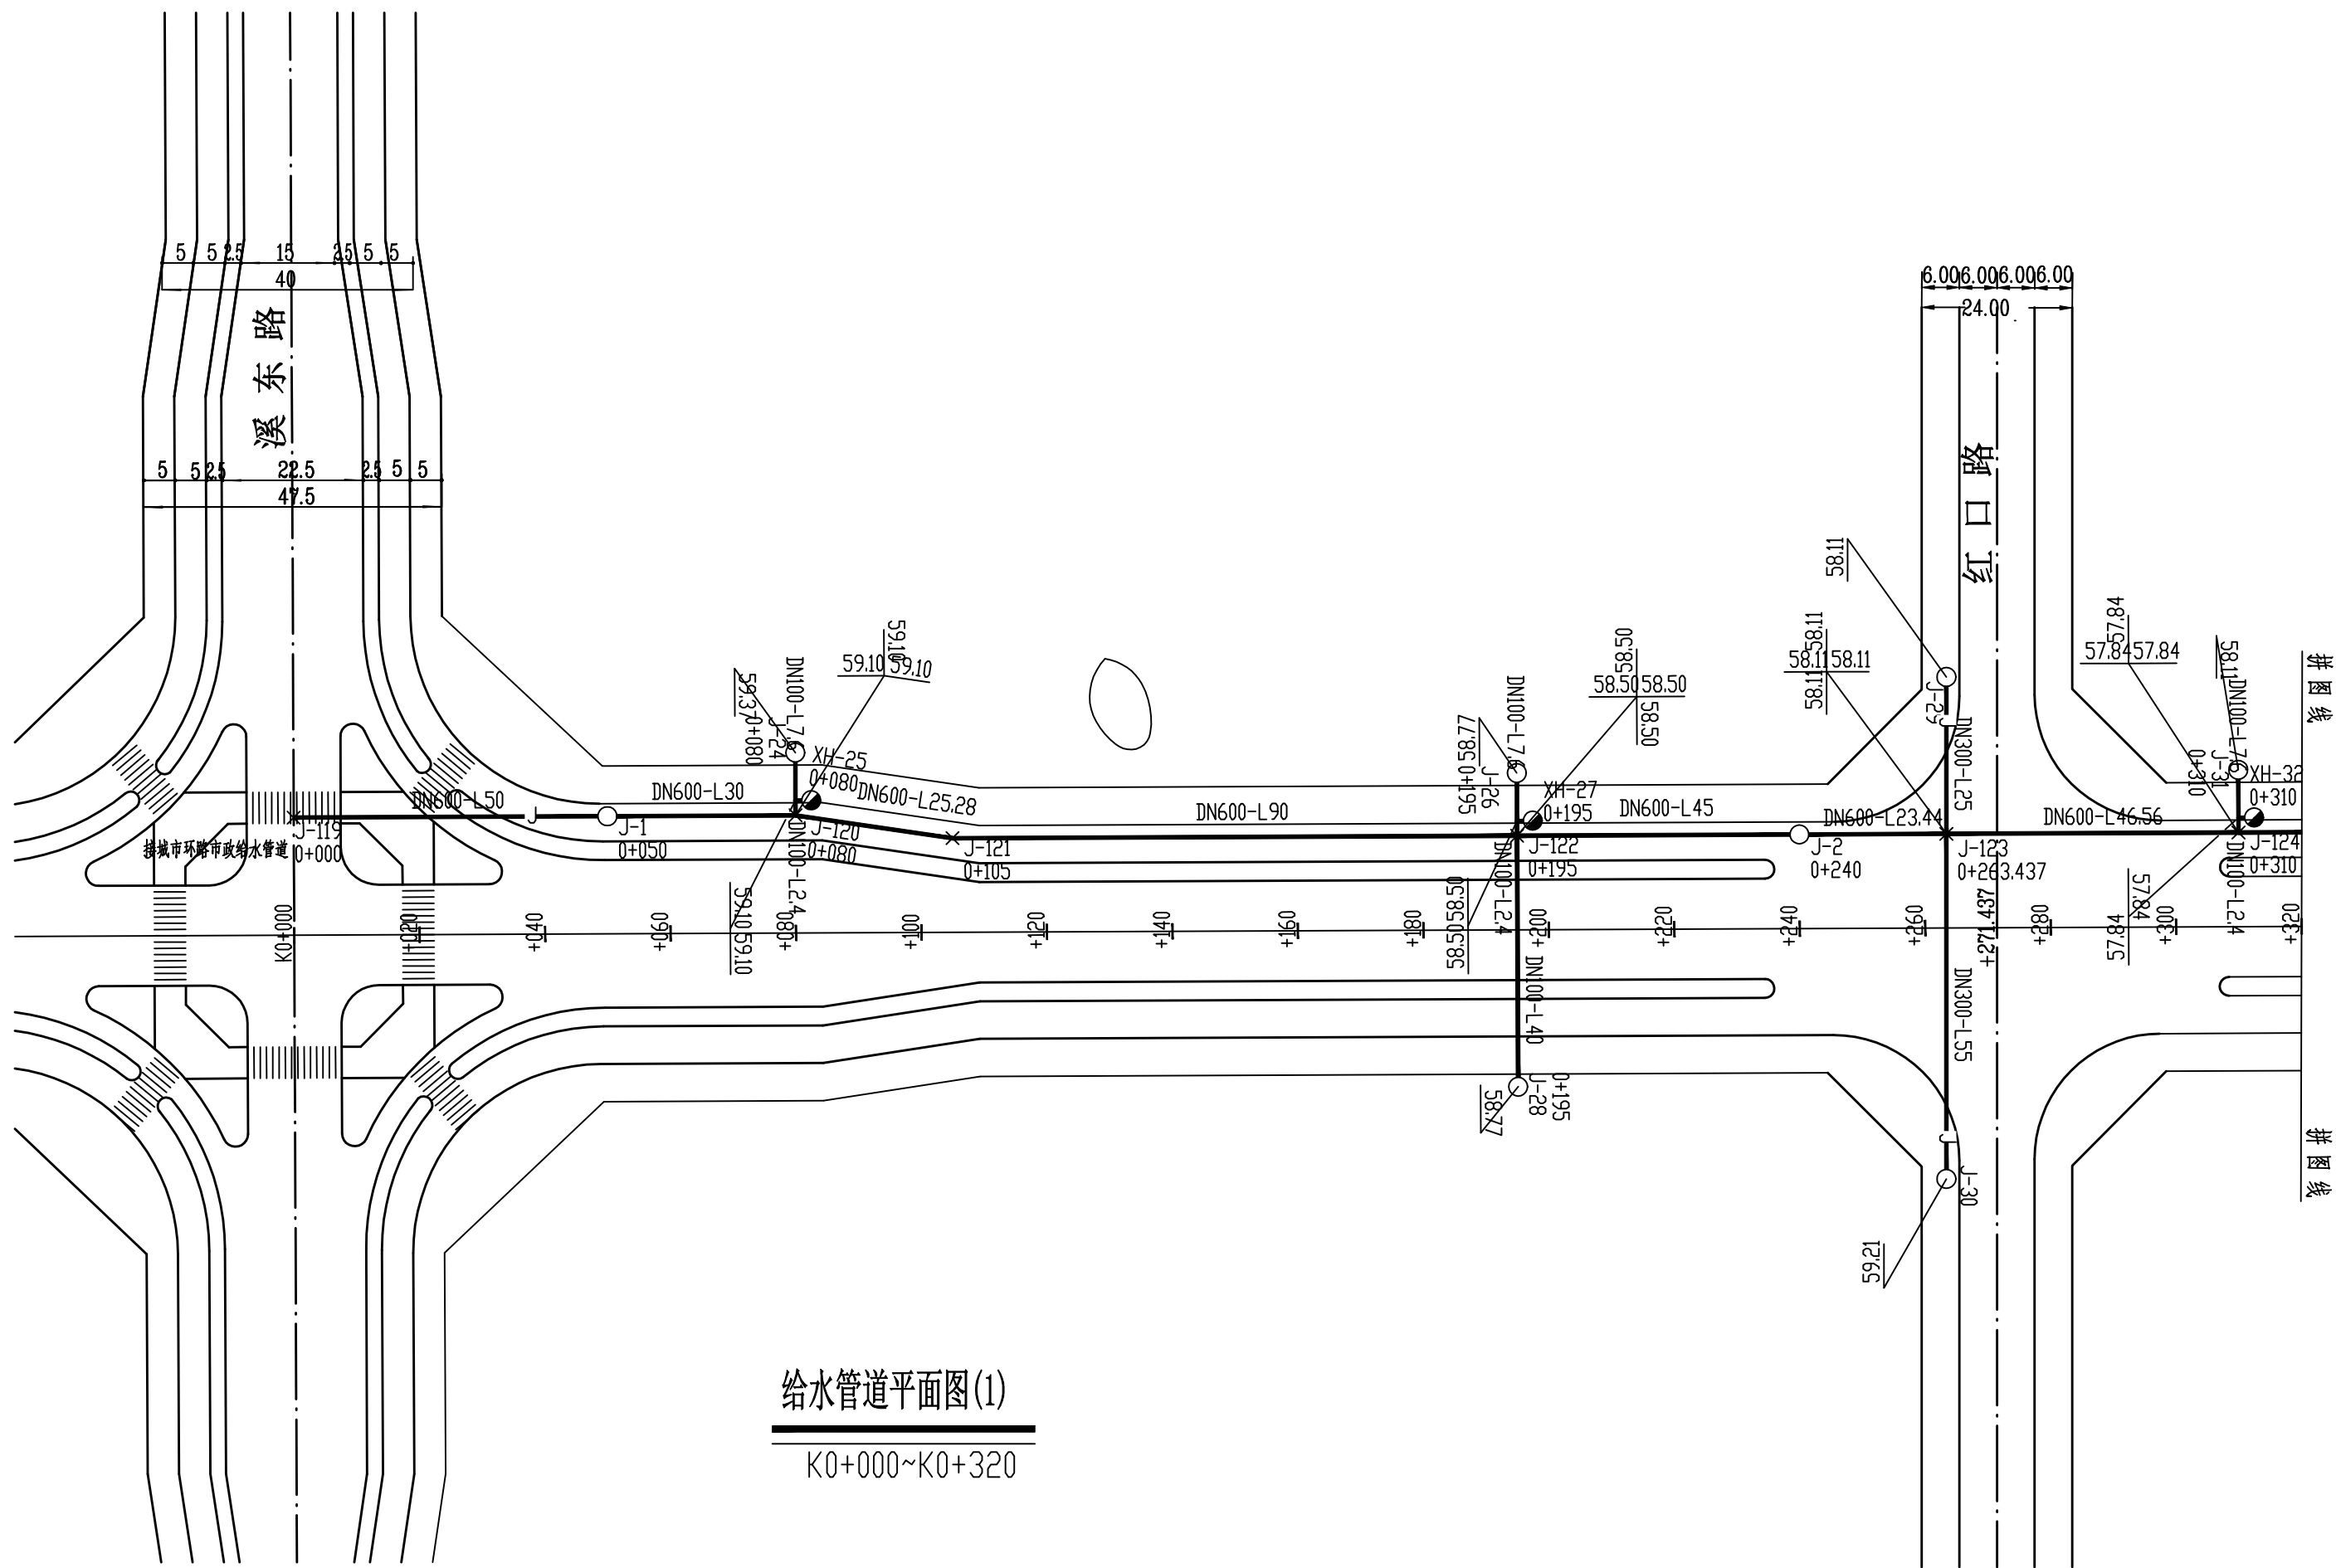 5 5 2.5 15 2.5 5 5
40
溪东路
5 5 2.5 22.5 2.5 5 5
47.5
6.00 6.00 6.00 6.00
24.00
红口路
58.11
58.11
58.11 58.11
58.11
57.84
57.84 57.84
58.11
DN100-L7.6
J-31
0+310
XH-32
0+310
拼图线
59.10
59.10 59.10
59.37
0+080
J-24
DN100-L7.6
XH-25
0+080
58.50
58.50 58.50
58.50
58.77
0+195
J-26
DN100-L7.6
XH-27
0+195
J-29
J
DN300-L25
DN600-L50
J
DN600-L30
DN600-L25.28
DN600-L90
DN600-L45
DN600-L23.44
DN600-L46.56
J-119
0+000
接城市环路市政给水管道
J-1
0+050
J-120
0+080
DN100-L2.4
J-121
0+105
J-122
0+195
DN100-L2.4
J-2
0+240
J-123
0+263.437
J-124
0+310
DN100-L2.4
59.10 59.10
58.50 58.50
57.84
57.84
K0+000
+020
+040
+060
+080
+100
+120
+140
+160
+180
+200
+220
+240
+260
+271.437
+280
+300
+320
DN100-L40
DN300-L55
J-28
0+195
58.77
J
J-30
59.21
拼图线
给水管道平面图(1)
K0+000~K0+320